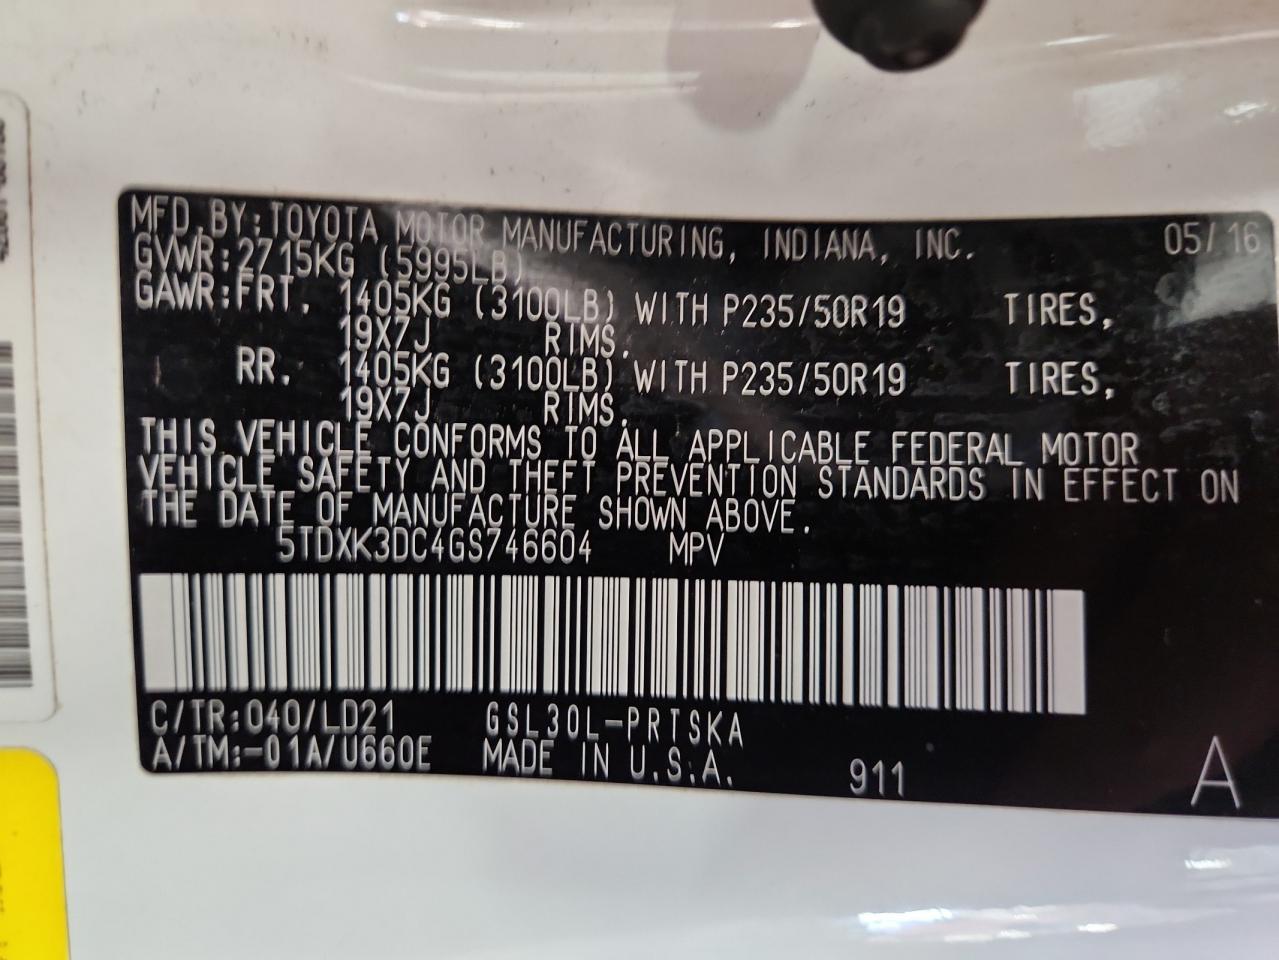 MFD.BY:TOYOTA MOTOR MANUFACTURING, INDIANA, INC. 05/16
GVWR:2715KG (5995LB)
GAWR:FRT. 1405KG (3100LB) WITH P235/50R19 TIRES,
19X7J RIMS.
RR. 1405KG (3100LB) WITH P235/50R19 TIRES,
19X7J RIMS.
THIS VEHICLE CONFORMS TO ALL APPLICABLE FEDERAL MOTOR
VEHICLE SAFETY AND THEFT PREVENTION STANDARDS IN EFFECT ON
THE DATE OF MANUFACTURE SHOWN ABOVE.
5TDXK3DC4GS746604 MPV
C/TR:040/LD21 GSL30L-PRTSKA
A/TM:-01A/U660E MADE IN U.S.A. 911 A